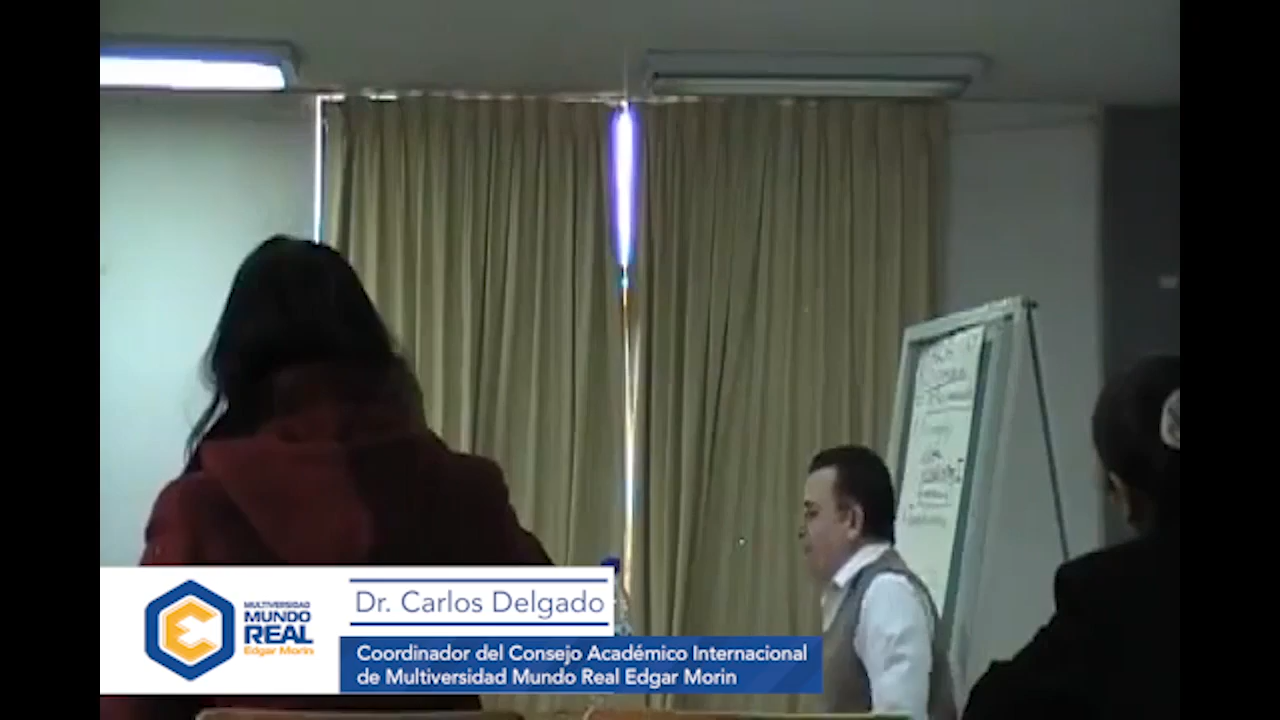 MULTIVERSIDAD
MUNDO
REAL
Edgar Morin
Dr. Carlos Delgado
Coordinador del Consejo Académico Internacional
de Multiversidad Mundo Real Edgar Morin